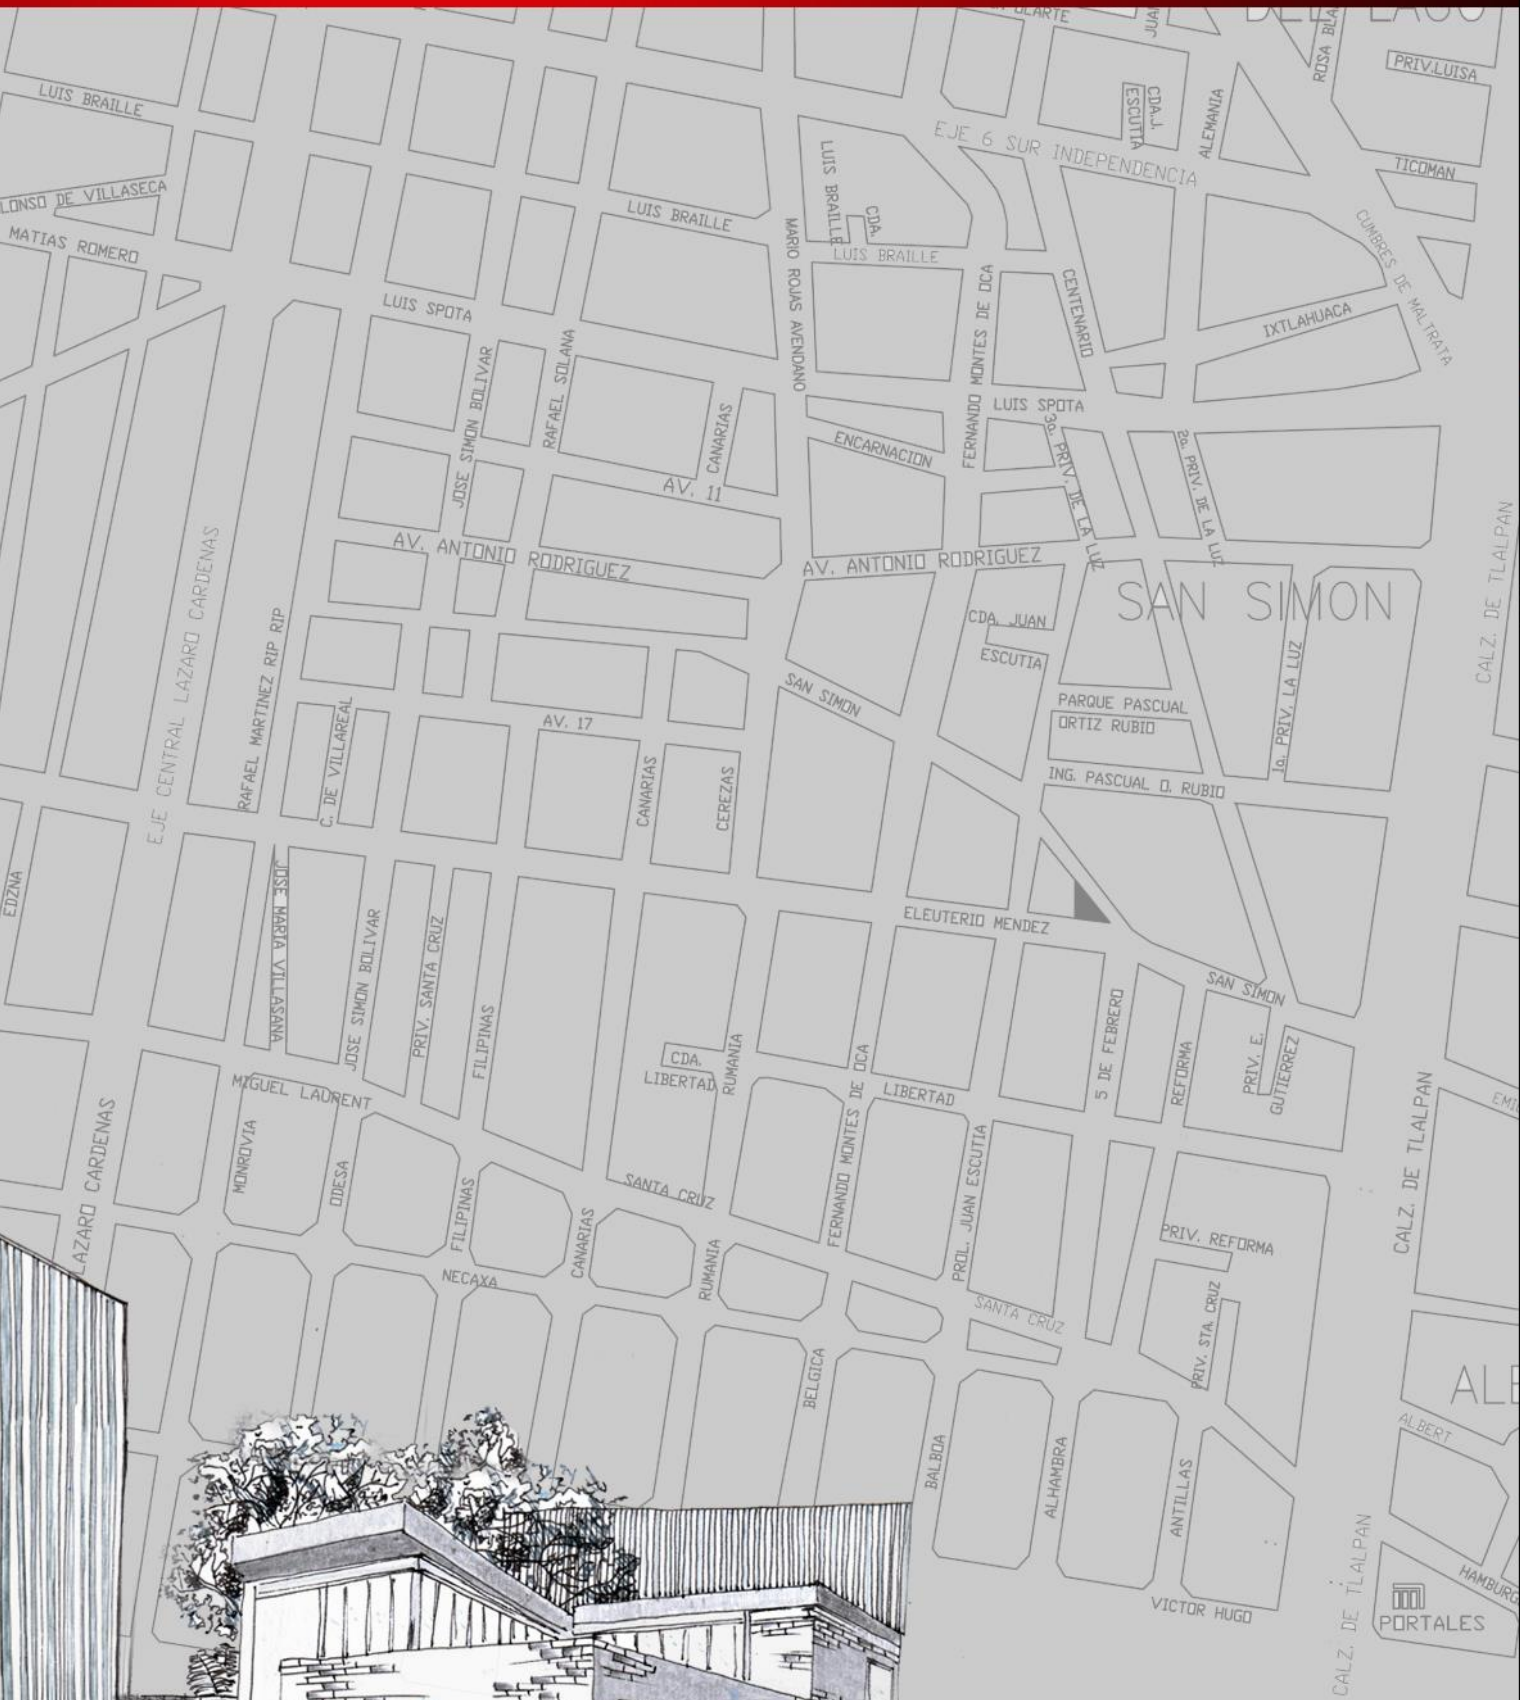 JUAN
ROSA BLA
PRIV.LUISA
LUIS BRAILLE
CDA.J.
ESCUTIA
ALEMANIA
EJE 6 SUR INDEPENDENCIA
TICOMAN
LONSO DE VILLASECA
LUIS BRAILLE
LUIS BRAILLE
CDA.
LUIS BRAILLE
MATIAS ROMERO
CUMBRES DE MALTRATA
LUIS SPOTA
MARIO ROJAS AVENDANO
FERNANDO MONTES DE OCA
CENTENARIO
IXTLAHUACA
JOSE SIMON BOLIVAR
RAFAEL SOLANA
CANARIAS
LUIS SPOTA
ENCARNACION
3a. PRIV. DE LA LUZ
2a. PRIV. DE LA LUZ
AV. 11
AV. ANTONIO RODRIGUEZ
AV. ANTONIO RODRIGUEZ
CALZ. DE TLALPAN
SAN SIMON
EJE CENTRAL LAZARO CARDENAS
RAFAEL MARTINEZ RIP RIP
CDA. JUAN
ESCUTIA
SAN SIMON
1a. PRIV. LA LUZ
PARQUE PASCUAL
ORTIZ RUBIO
C. DE VILLAREAL
AV. 17
CANARIAS
CEREZAS
ING. PASCUAL O. RUBIO
EDZNA
JOSE MARIA VILLASANA
JOSE SIMON BOLIVAR
PRIV. SANTA CRUZ
FILIPINAS
ELEUTERIO MENDEZ
SAN SIMON
5 DE FEBRERO
REFORMA
PRIV. E.
GUTIERREZ
CDA.
LIBERTAD
RUMANIA
FERNANDO MONTES DE OCA
LIBERTAD
MIGUEL LAURENT
EMI
LAZARO CARDENAS
MONROVIA
ODESA
FILIPINAS
CANARIAS
SANTA CRUZ
RUMANIA
PROL. JUAN ESCUTIA
CALZ. DE TLALPAN
PRIV. REFORMA
NECAXA
SANTA CRUZ
PRIV. STA. CRUZ
BELGICA
ALB
ALBERT
BALBOA
ALHAMBRA
ANTILLAS
CALZ. DE TLALPAN
HAMBURG
VICTOR HUGO
PORTALES